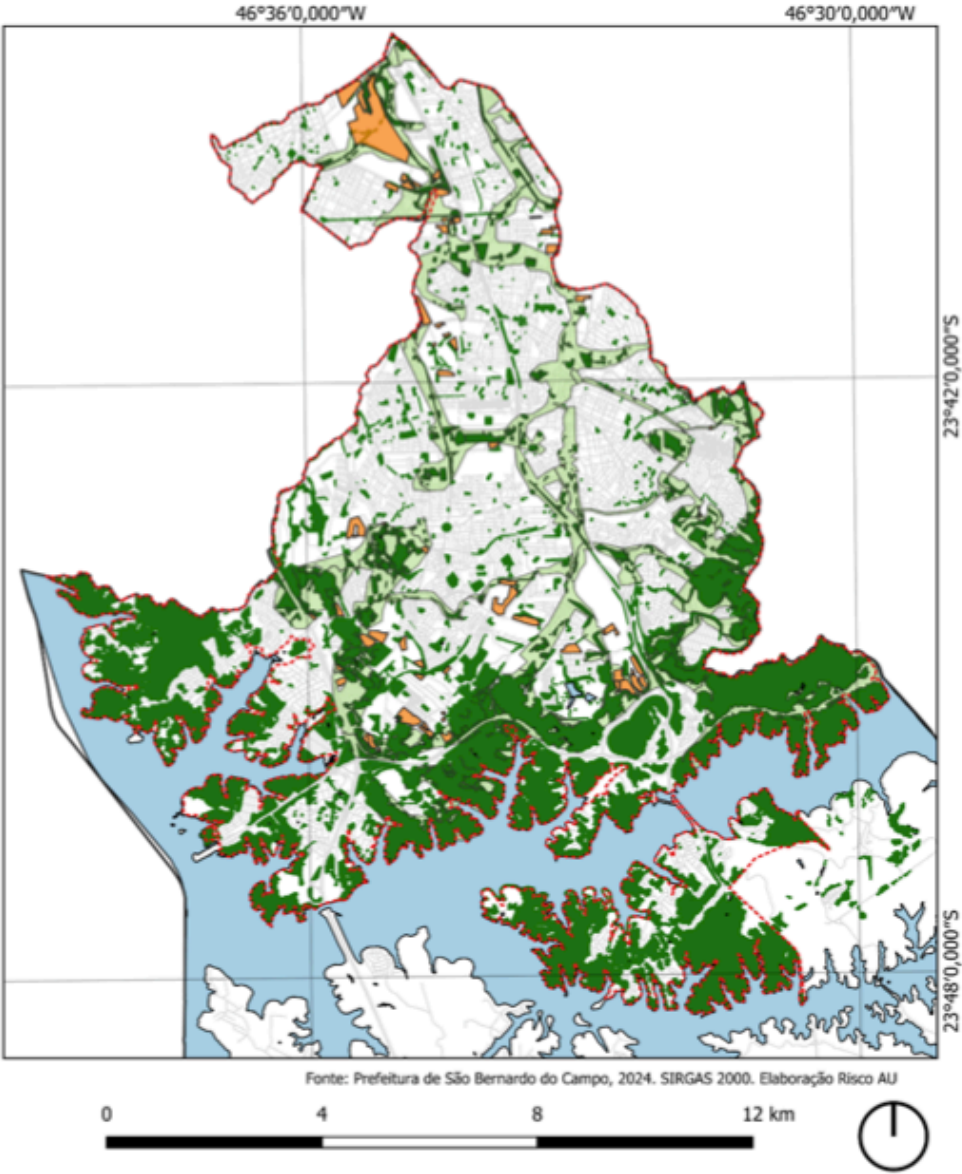 46°36'0,000"W 46°30'0,000"W
23°42'0,000"S
23°48'0,000"S
Fonte: Prefeitura de São Bernardo do Campo, 2024. SIRGAS 2000. Elaboração Risco AU
0 4 8 12 km